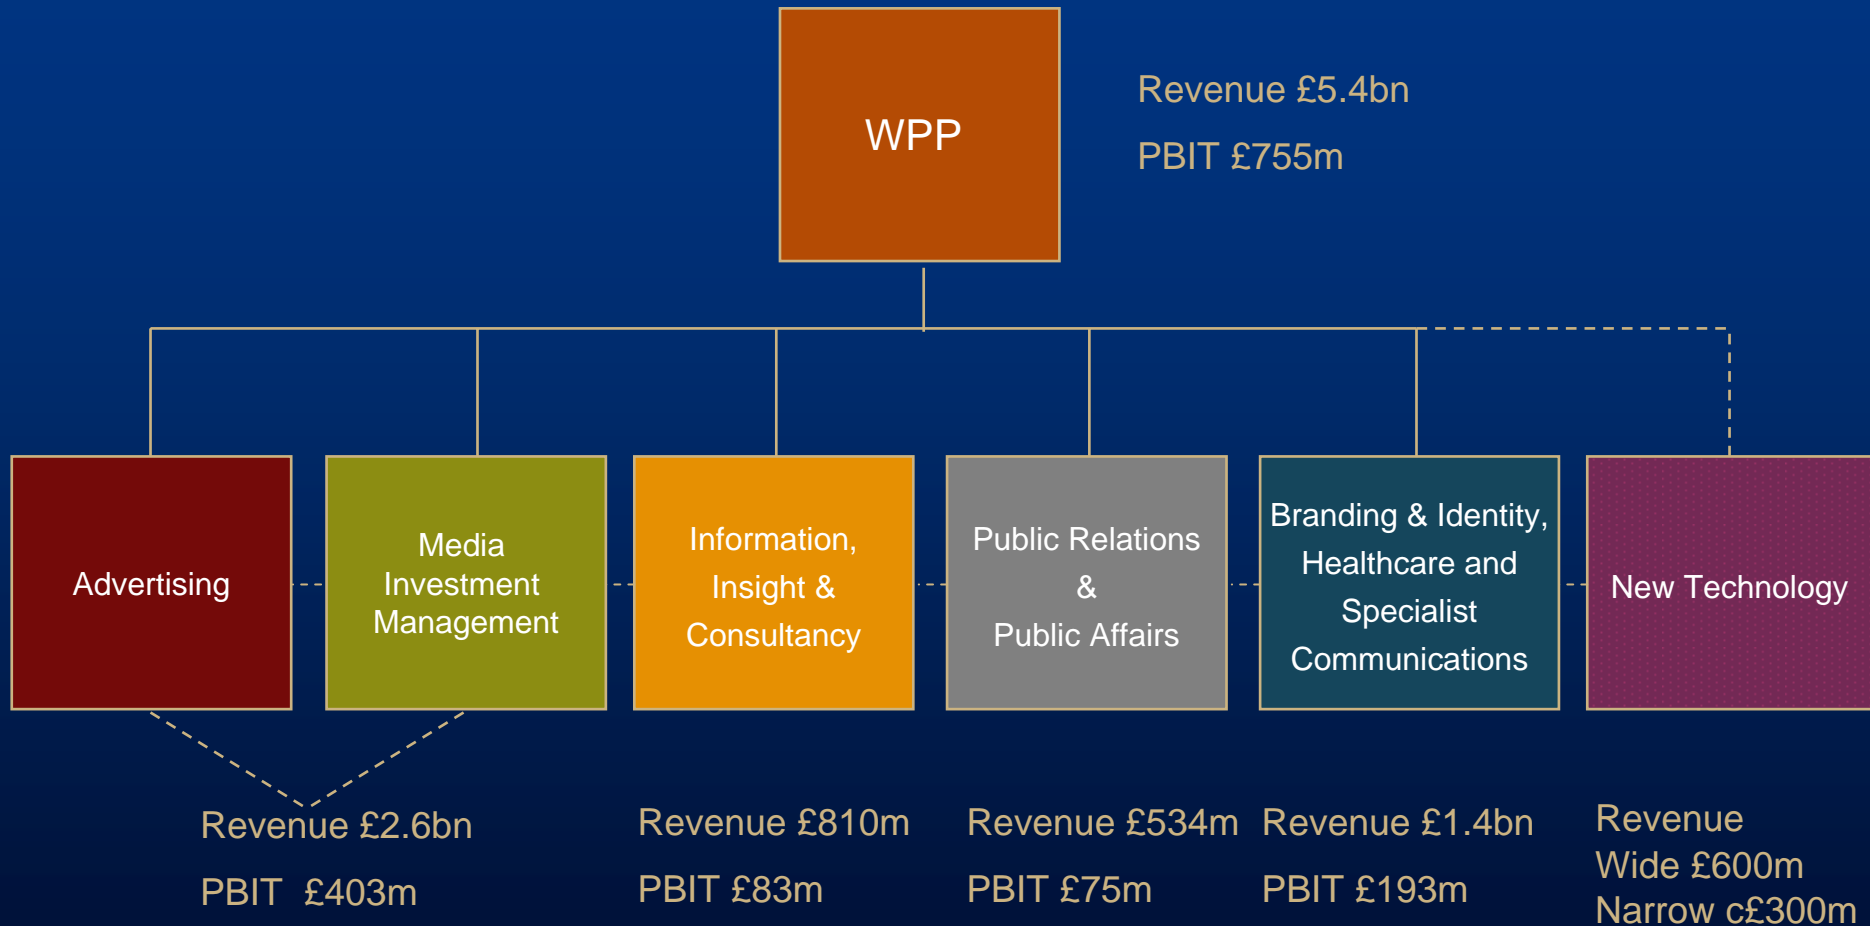 WPP
Revenue £5.4bn
PBIT £755m
Advertising
Media
Investment
Management
Information,
Insight &
Consultancy
Public Relations
&
Public Affairs
Branding & Identity,
Healthcare and
Specialist
Communications
New Technology
Revenue £2.6bn
PBIT £403m
Revenue £810m
PBIT £83m
Revenue £534m
PBIT £75m
Revenue £1.4bn
PBIT £193m
Revenue
Wide £600m
Narrow c£300m